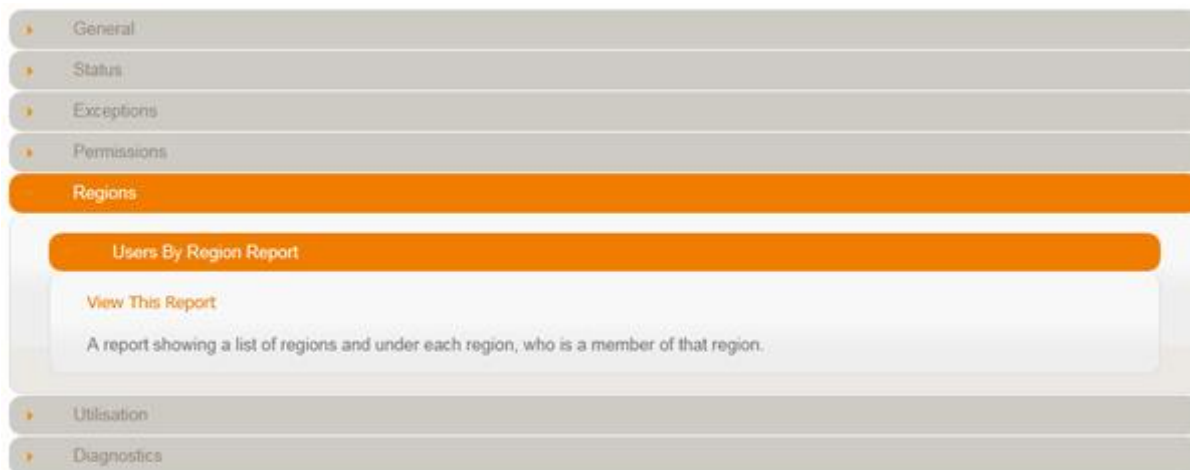 General
Status
Exceptions
Permissions
Regions
Users By Region Report
View This Report
A report showing a list of regions and under each region, who is a member of that region.
Utilisation
Diagnostics